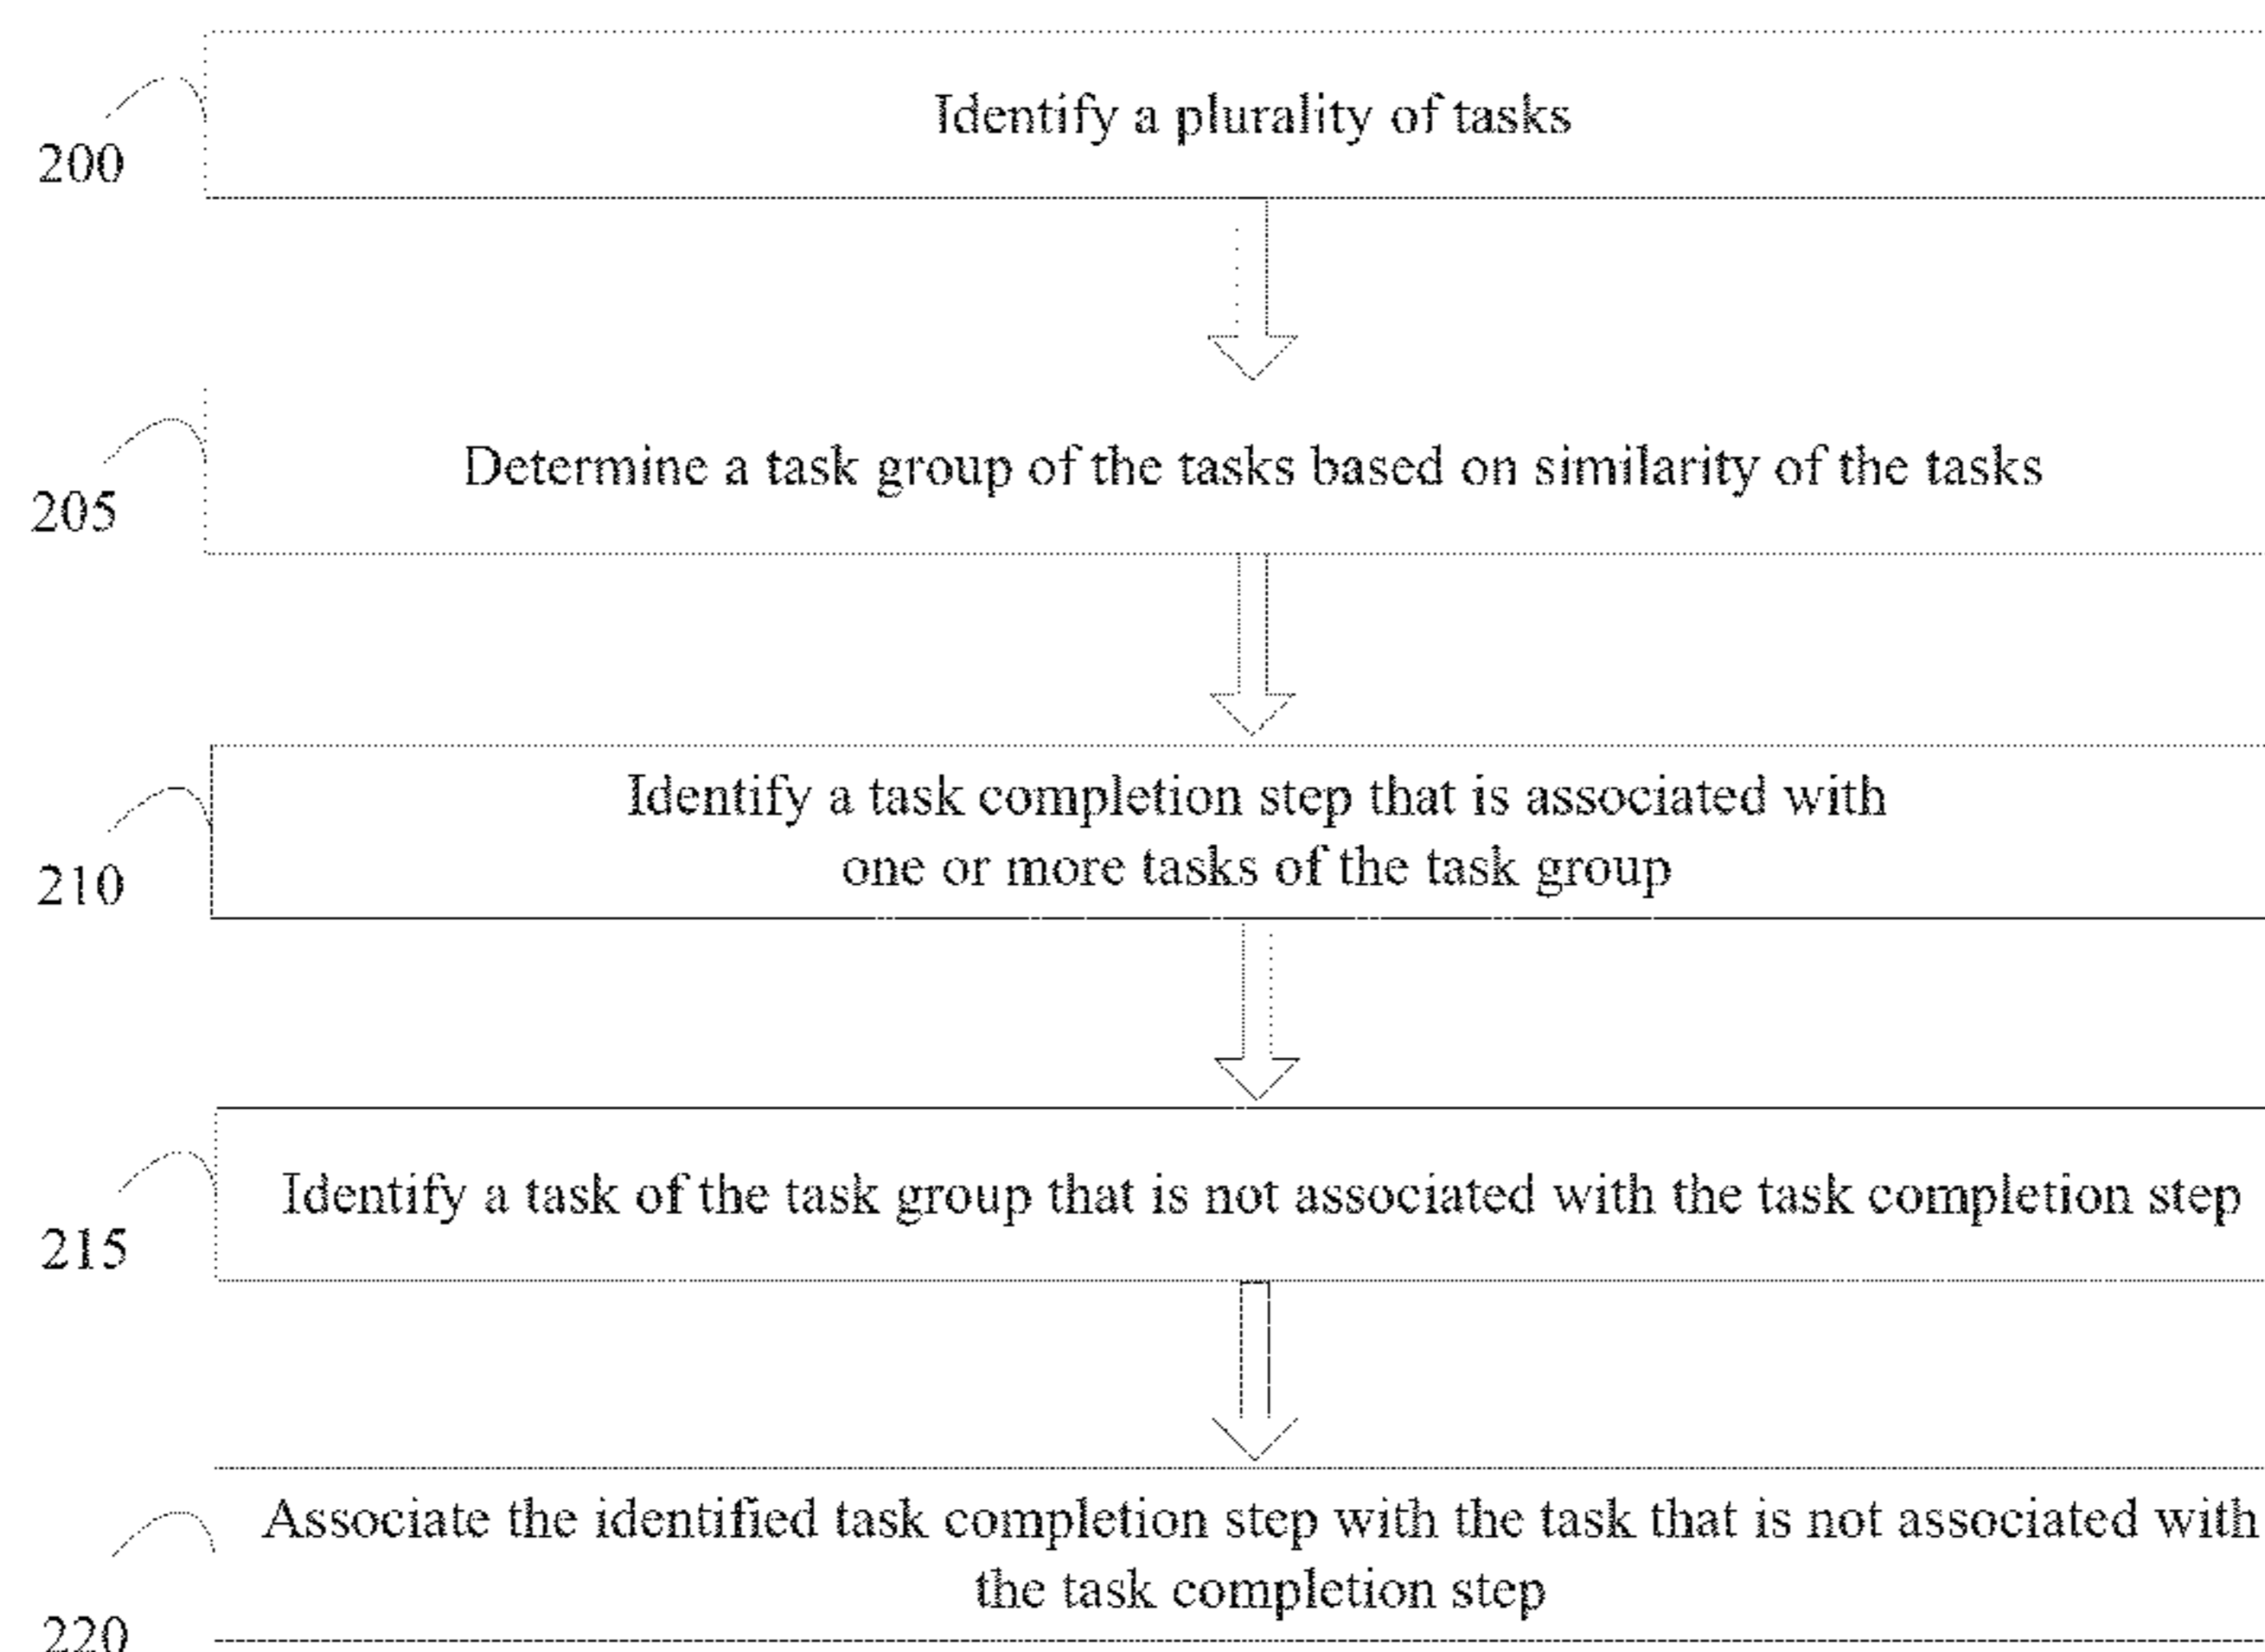 Identify a plurality of tasks
200
Determine a task group of the tasks based on similarity of the tasks
205
Identify a task completion step that is associated with
one or more tasks of the task group
210
Identify a task of the task group that is not associated with the task completion step
215
Associate the identified task completion step with the task that is not associated with
the task completion step
220